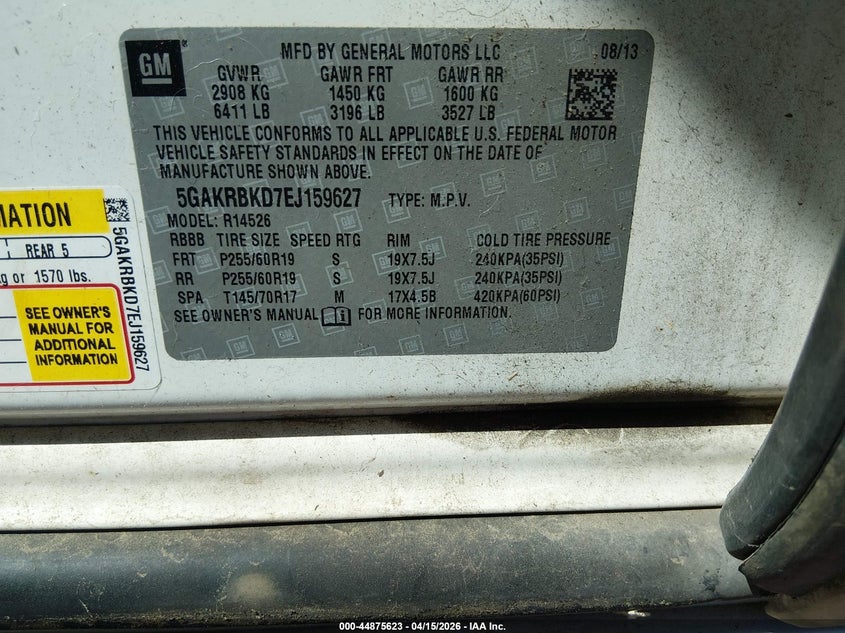 GM
MFD BY GENERAL MOTORS LLC 08/13
GVWR GAWR FRT GAWR RR
2908 KG 1450 KG 1600 KG
6411 LB 3196 LB 3527 LB
THIS VEHICLE CONFORMS TO ALL APPLICABLE U.S. FEDERAL MOTOR
VEHICLE SAFETY STANDARDS IN EFFECT ON THE DATE OF
MANUFACTURE SHOWN ABOVE.
5GAKRBKD7EJ159627 TYPE: M.P.V.
MODEL: R14526
RBBB TIRE SIZE SPEED RTG RIM COLD TIRE PRESSURE
FRT P255/60R19 S 19X7.5J 240KPA(35PSI)
RR P255/60R19 S 19X7.5J 240KPA(35PSI)
SPA T145/70R17 M 17X4.5B 420KPA(60PSI)
SEE OWNER'S MANUAL FOR MORE INFORMATION.
MATION
REAR 5
g or 1570 lbs.
SEE OWNER'S
MANUAL FOR
ADDITIONAL
INFORMATION
5GAKRBKD7EJ159627
000-44875623 - 04/15/2026 - IAA Inc.